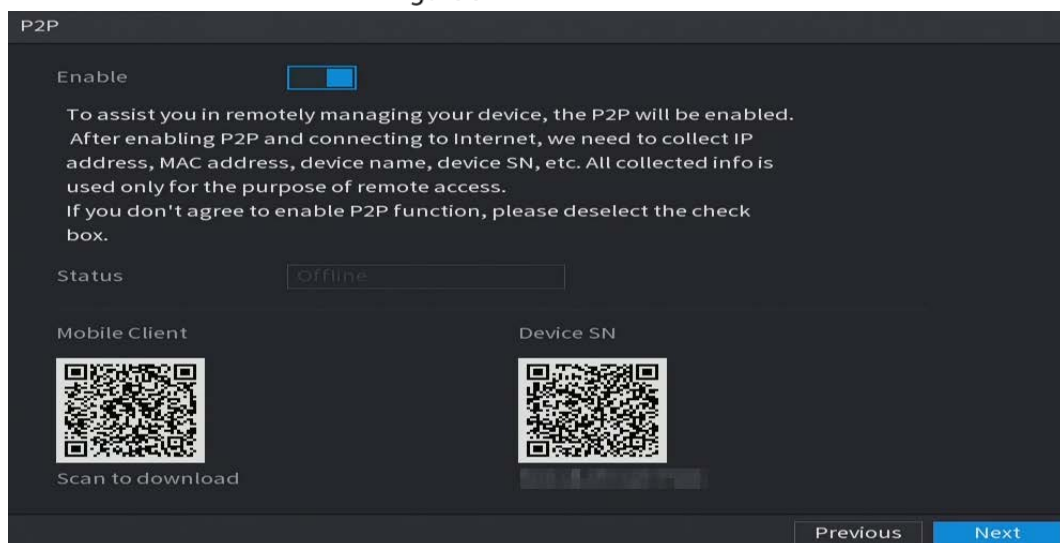 P2P
Enable
To assist you in remotely managing your device, the P2P will be enabled.
After enabling P2P and connecting to Internet, we need to collect IP
address, MAC address, device name, device SN, etc. All collected info is
used only for the purpose of remote access.
If you don't agree to enable P2P function, please deselect the check
box.
Status Offline
Mobile Client Device SN
Scan to download
Previous Next